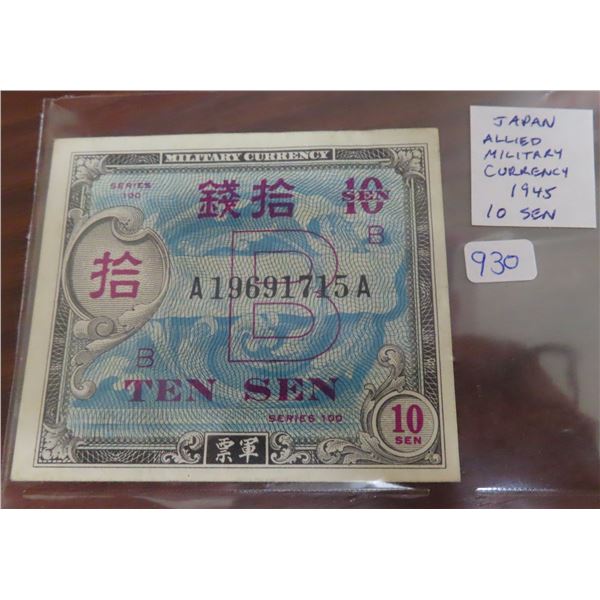 MILITARY CURRENCY
SERIES
100
錢拾
10
SEN
B
拾
A19691715A
B
B
TEN SEN
SERIES 100
10
SEN
票軍
JAPAN
ALLIED
MILITARY
CURRENCY
1945
10 SEN
930